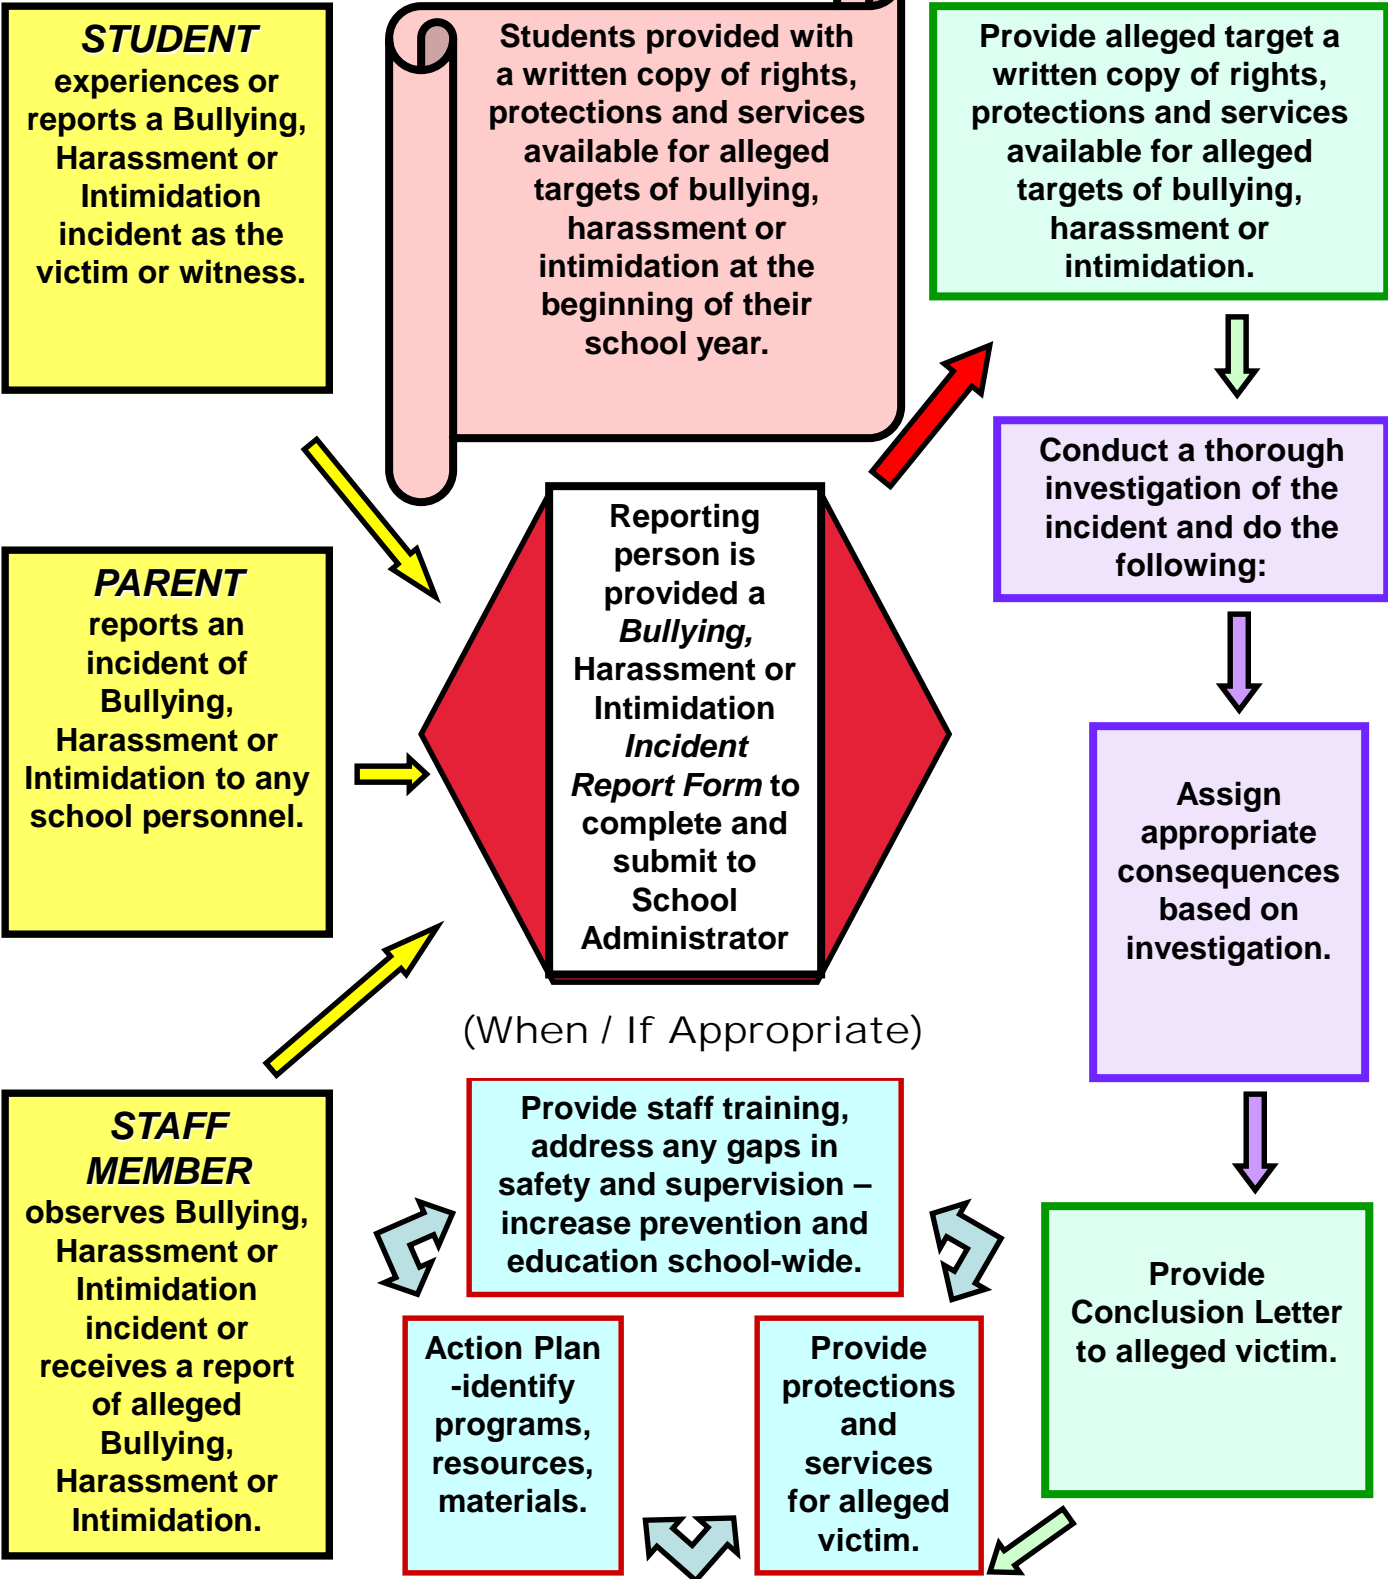 STUDENT
experiences or
reports a Bullying,
Harassment or
Intimidation
incident as the
victim or witness.
Students provided with
a written copy of rights,
protections and services
available for alleged
targets of bullying,
harassment or
intimidation at the
beginning of their
school year.
Provide alleged target a
written copy of rights,
protections and services
available for alleged
targets of bullying,
harassment or
intimidation.
PARENT
reports an
incident of
Bullying,
Harassment or
Intimidation to any
school personnel.
Reporting
person is
provided a
Bullying,
Harassment or
Intimidation
Incident
Report Form to
complete and
submit to
School
Administrator
Conduct a thorough
investigation of the
incident and do the
following:
Assign
appropriate
consequences
based on
investigation.
STAFF
MEMBER
observes Bullying,
Harassment or
Intimidation
incident or
receives a report
of alleged
Bullying,
Harassment or
Intimidation.
(When / If Appropriate)
Provide staff training,
address any gaps in
safety and supervision –
increase prevention and
education school-wide.
Action Plan
-identify
programs,
resources,
materials.
Provide
protections
and
services
for alleged
victim.
Provide
Conclusion Letter
to alleged victim.